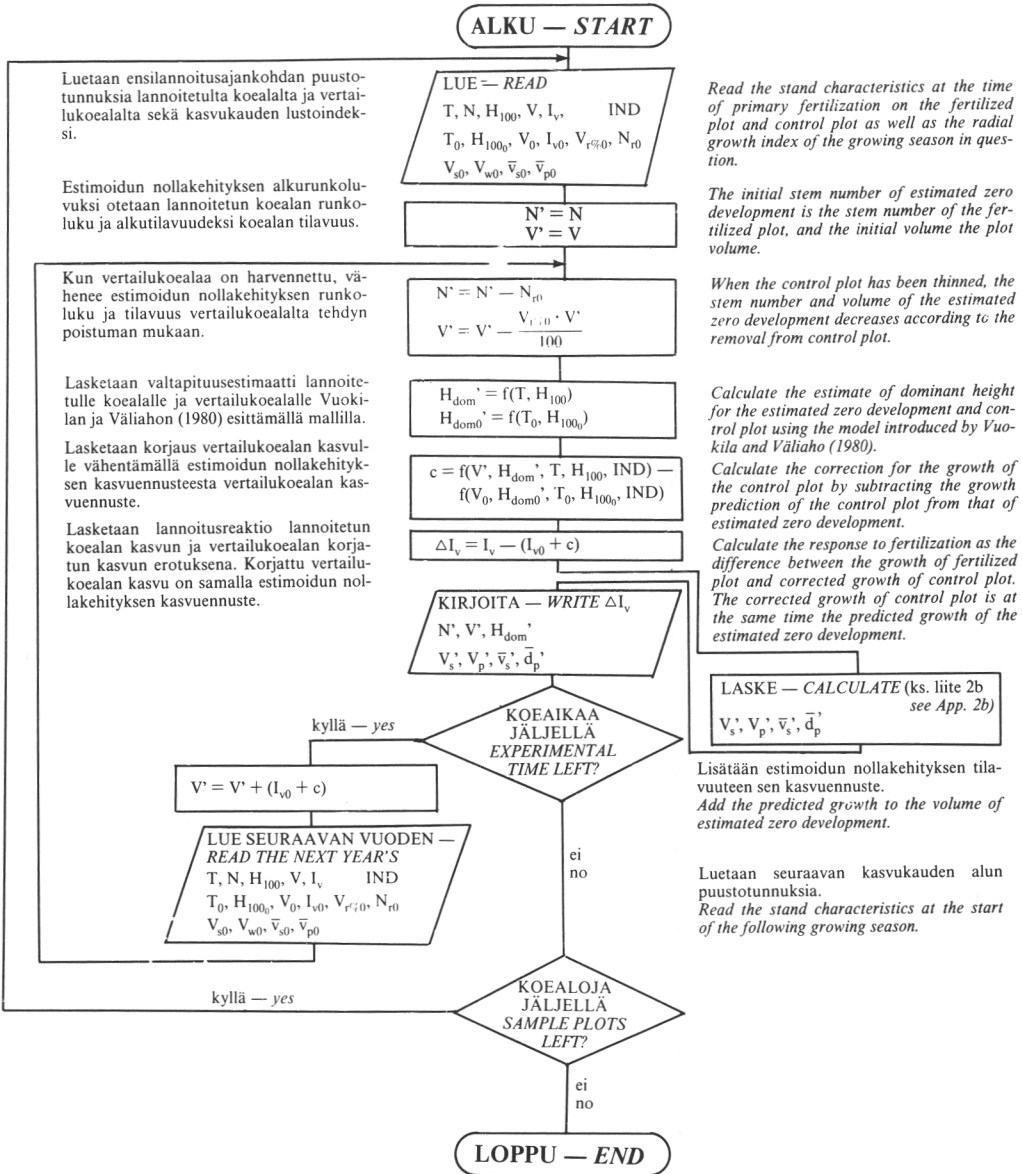 ALKU — START
Luetaan ensilannoitusajankohdan puusto-
tunnuksia lannoitetulta koealalta ja vertai-
lukoealalta sekä kasvukauden lustoindek-
si.
LUE — READ
T, N, H₁₀₀, V, Iᵥ, IND
T₀, H₁₀₀₀, V₀, Iᵥ₀, Vᵣ%₀, Nᵣ₀
Vₛ₀, V_w0, v̄ₛ₀, v̄ₚ₀
Read the stand characteristics at the time
of primary fertilization on the fertilized
plot and control plot as well as the radial
growth index of the growing season in ques-
tion.
Estimoidun nollakehityksen alkurunkolu-
vuksi otetaan lannoitetun koealan runko-
luku ja alkutilavuudeksi koealan tilavuus.
N' = N
V' = V
The initial stem number of estimated zero
development is the stem number of the fer-
tilized plot, and the initial volume the plot
volume.
Kun vertailukoealaa on harvennettu, vä-
henee estimoidun nollakehityksen runko-
luku ja tilavuus vertailukoealalta tehdyn
poistuman mukaan.
N' = N' — Nᵣ₀
V' = V' — Vᵣ%₀ · V'
100
When the control plot has been thinned, the
stem number and volume of the estimated
zero development decreases according to the
removal from control plot.
Lasketaan valtapituusestimaatti lannoite-
tulle koealalle ja vertailukoealalle Vuoki-
lan ja Väliahon (1980) esittämällä mallilla.
H_dom' = f(T, H₁₀₀)
H_dom0' = f(T₀, H₁₀₀₀)
Calculate the estimate of dominant height
for the estimated zero development and con-
trol plot using the model introduced by Vuo-
kila and Väliaho (1980).
Lasketaan korjaus vertailukoealan kasvul-
le vähentämällä estimoidun nollakehityk-
sen kasvuennusteesta vertailukoealan kas-
vuennuste.
c = f(V', H_dom', T, H₁₀₀, IND) —
f(V₀, H_dom0', T₀, H₁₀₀₀, IND)
Calculate the correction for the growth of
the control plot by subtracting the growth
prediction of the control plot from that of
estimated zero development.
Lasketaan lannoitusreaktio lannoitetun
koealan kasvun ja vertailukoealan korja-
tun kasvun erotuksena. Korjattu vertailu-
koealan kasvu on samalla estimoidun nol-
lakehityksen kasvuennuste.
ΔIᵥ = Iᵥ — (Iᵥ₀ + c)
Calculate the response to fertilization as the
difference between the growth of fertilized
plot and corrected growth of control plot.
The corrected growth of control plot is at
the same time the predicted growth of the
estimated zero development.
KIRJOITA — WRITE ΔIᵥ
N', V', H_dom'
Vₛ', Vₚ', v̄ₛ', d̄ₚ'
LASKE — CALCULATE (ks. liite 2b
see App. 2b)
Vₛ', Vₚ', v̄ₛ', d̄ₚ'
kyllä — yes
KOEAIKAA
JÄLJELLÄ
EXPERIMENTAL
TIME LEFT?
V' = V' + (Iᵥ₀ + c)
Lisätään estimoidun nollakehityksen tila-
vuuteen sen kasvuennuste.
Add the predicted growth to the volume of
estimated zero development.
LUE SEURAAVAN VUODEN —
READ THE NEXT YEAR'S
T, N, H₁₀₀, V, Iᵥ IND
T₀, H₁₀₀₀, V₀, Iᵥ₀, Vᵣ%₀, Nᵣ₀
Vₛ₀, V_w0, v̄ₛ₀, v̄ₚ₀
ei
no
Luetaan seuraavan kasvukauden alun
puustotunnuksia.
Read the stand characteristics at the start
of the following growing season.
kyllä — yes
KOEALOJA
JÄLJELLÄ
SAMPLE PLOTS
LEFT?
ei
no
LOPPU — END